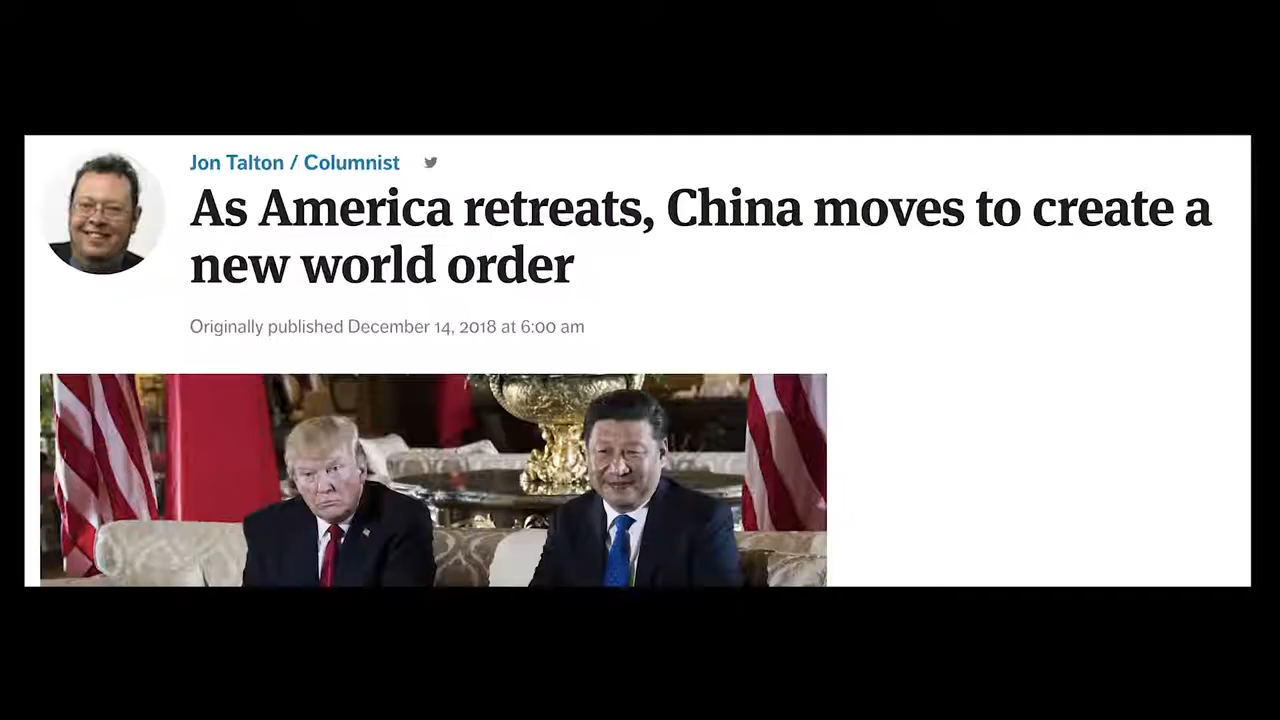 Jon Talton / Columnist
As America retreats, China moves to create a
new world order
Originally published December 14, 2018 at 6:00 am